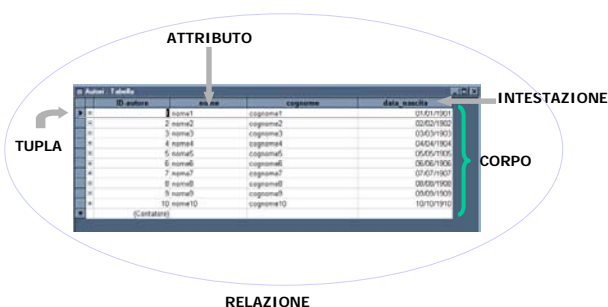 ATTRIBUTO
Autori : Tabella
ID-autore nome cognome data_nascita
INTESTAZIONE
1 nome1 cognome1 01/01/1901
2 nome2 cognome2 02/02/1902
3 nome3 cognome3 03/03/1903
TUPLA
4 nome4 cognome4 04/04/1904
5 nome5 cognome5 05/05/1905
CORPO
6 nome6 cognome6 06/06/1906
7 nome7 cognome7 07/07/1907
8 nome8 cognome8 08/08/1908
9 nome9 cognome9 09/09/1909
10 nome10 cognome10 10/10/1910
(Contatore)
RELAZIONE